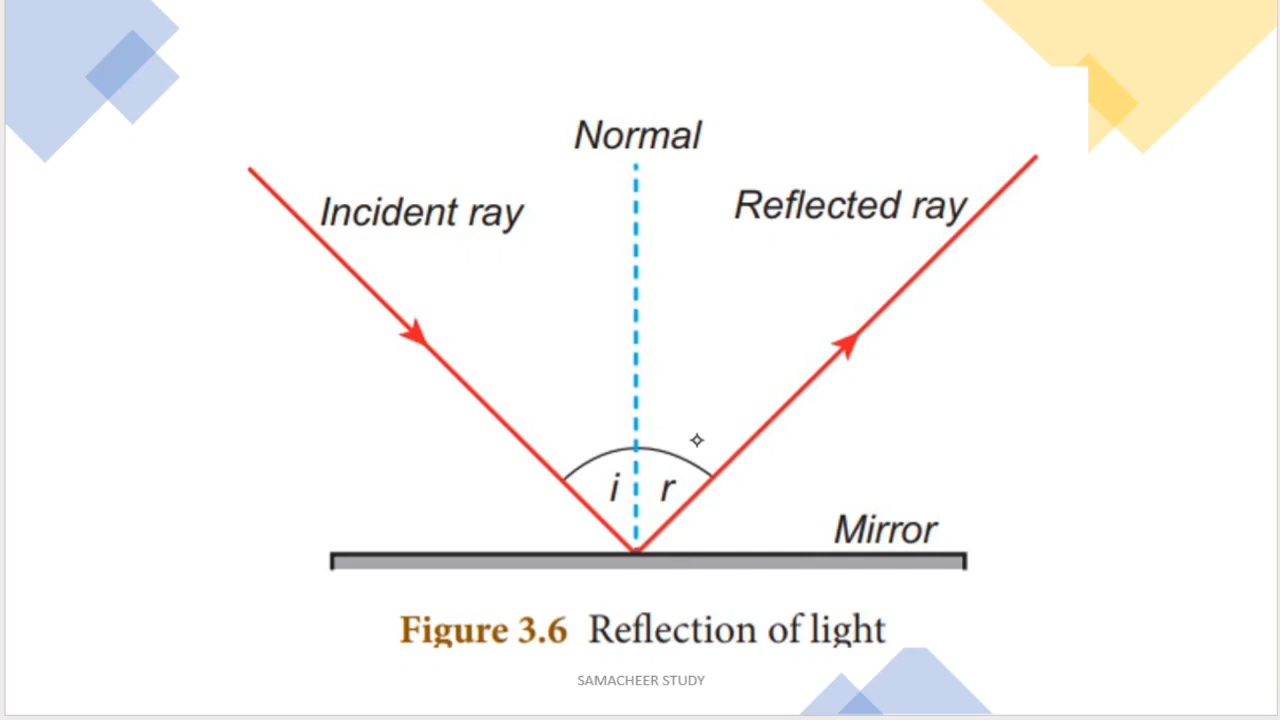 Normal
Incident ray
Reflected ray
i
r
Mirror
Figure 3.6 Reflection of light
SAMACHEER STUDY